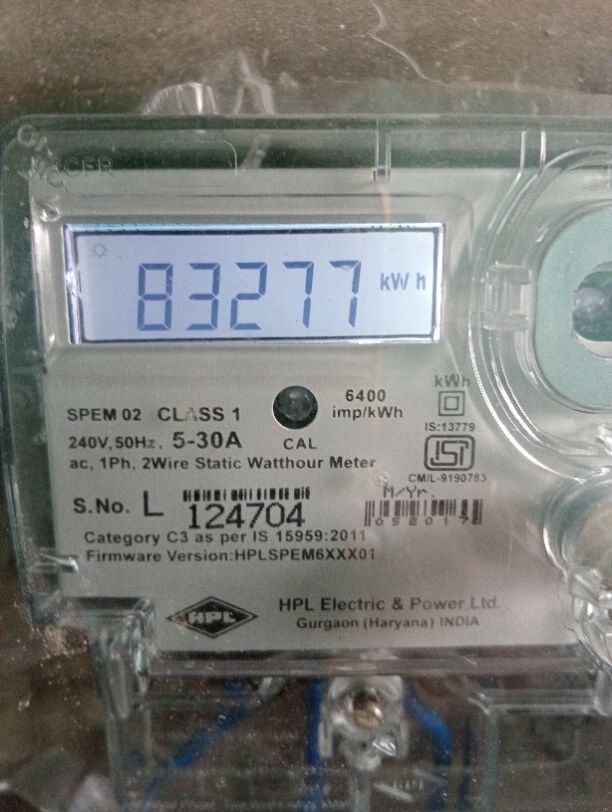 83277 kWh
SPEM 02 CLASS 1
6400
imp/kWh
kWh
240V, 50Hz, 5-30A
CAL
IS:13779
ac, 1Ph, 2Wire Static Watthour Meter
ISI
CM/L-9190783
S.No. L 124704
M/Yr.
052017
Category C3 as per IS 15959:2011
Firmware Version:HPLSPEM6XXX01
HPL
HPL Electric & Power Ltd.
Gurgaon (Haryana) INDIA